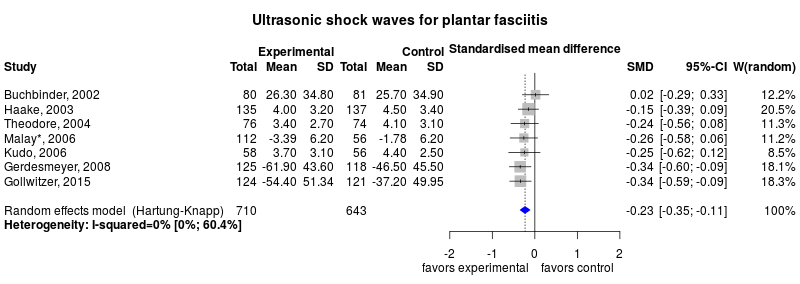 Ultrasonic shock waves for plantar fasciitis
Experimental Control Standardised mean difference
Study Total Mean SD Total Mean SD SMD 95%-CI W(random)
Buchbinder, 2002 80 26.30 34.80 81 25.70 34.90 0.02 [-0.29; 0.33] 12.2%
Haake, 2003 135 4.00 3.20 137 4.50 3.40 -0.15 [-0.39; 0.09] 20.5%
Theodore, 2004 76 3.40 2.70 74 4.10 3.10 -0.24 [-0.56; 0.08] 11.3%
Malay*, 2006 112 -3.39 6.20 56 -1.78 6.20 -0.26 [-0.58; 0.06] 11.2%
Kudo, 2006 58 3.70 3.10 56 4.40 2.50 -0.25 [-0.62; 0.12] 8.5%
Gerdesmeyer, 2008 125 -61.90 43.60 118 -46.50 45.50 -0.34 [-0.60; -0.09] 18.1%
Gollwitzer, 2015 124 -54.40 51.34 121 -37.20 49.95 -0.34 [-0.59; -0.09] 18.3%
Random effects model (Hartung-Knapp) 710 643 -0.23 [-0.35; -0.11] 100%
Heterogeneity: I-squared=0% [0%; 60.4%]
-2 -1 0 1 2
favors experimental favors control